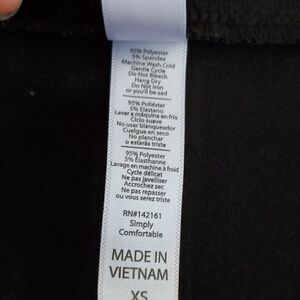 95% Polyester
5% Spandex
Machine Wash Cold
Gentle Cycle
Do Not Bleach
Hang Dry
Do Not Iron
or you'll be sad
95% Poliéster
5% Elastano
Lavar a máquina en frío
Ciclo suave
No usar blanqueador
Cuelgue en seco
No planchar
o estarás triste
95% Polyester
5% Élasthanne
Lavage en machine à froid
Cycle délicat
Ne pas javelliser
Accrochez sec
Ne pas repasser
ou vous serez triste
RN#142161
Simply
Comfortable
MADE IN
VIETNAM
XS